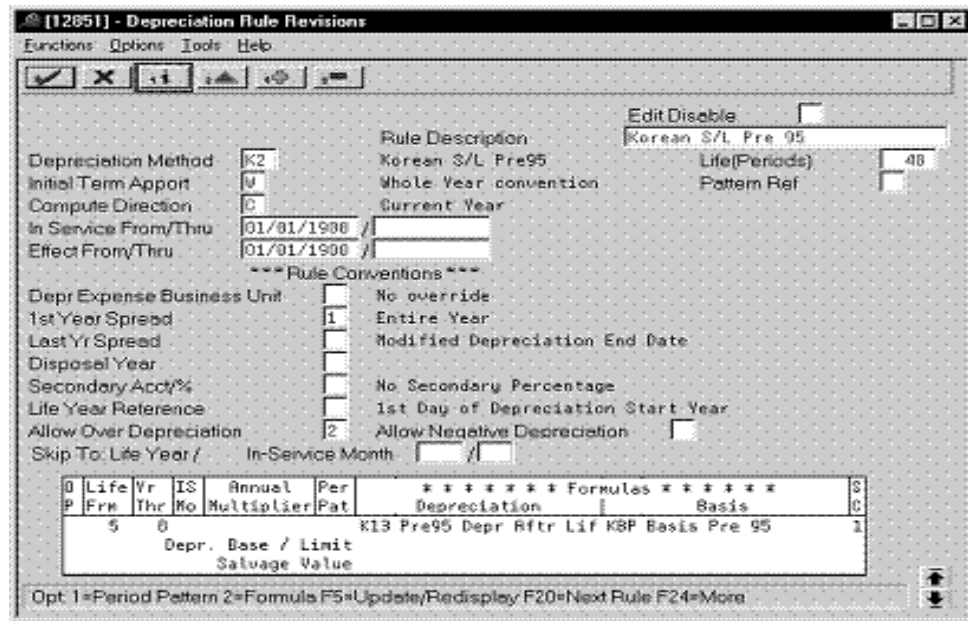 [12851] - Depreciation Rule Revisions
Functions Options Tools Help
Edit Disable
Rule Description Korean S/L Pre 95
Depreciation Method K2 Korean S/L Pre95 Life(Periods) 48
Initial Term Apport W Whole Year convention Pattern Ref
Compute Direction C Current Year
In Service From/Thru 01/01/1900 /
Effect From/Thru 01/01/1900 /
***Rule Conventions ***
Depr Expense Business Unit No override
1st Year Spread 1 Entire Year
Last Yr Spread Modified Depreciation End Date
Disposal Year
Secondary Acct/% No Secondary Percentage
Life Year Reference 1st Day of Depreciation Start Year
Allow Over Depreciation 2 Allow Negative Depreciation
Skip To: Life Year / In-Service Month /
O Life Yr IS Annual Per * * * * * * * Formulas * * * * * * S
P Frm Thr Mo Multiplier Pat Depreciation Basis C
5 0 K13 Pre95 Depr Aftr Lif KBP Basis Pre 95 1
Depr. Base / Limit
Salvage Value
Opt: 1=Period Pattern 2=Formula F5=Update/Redisplay F20=Next Rule F24=More